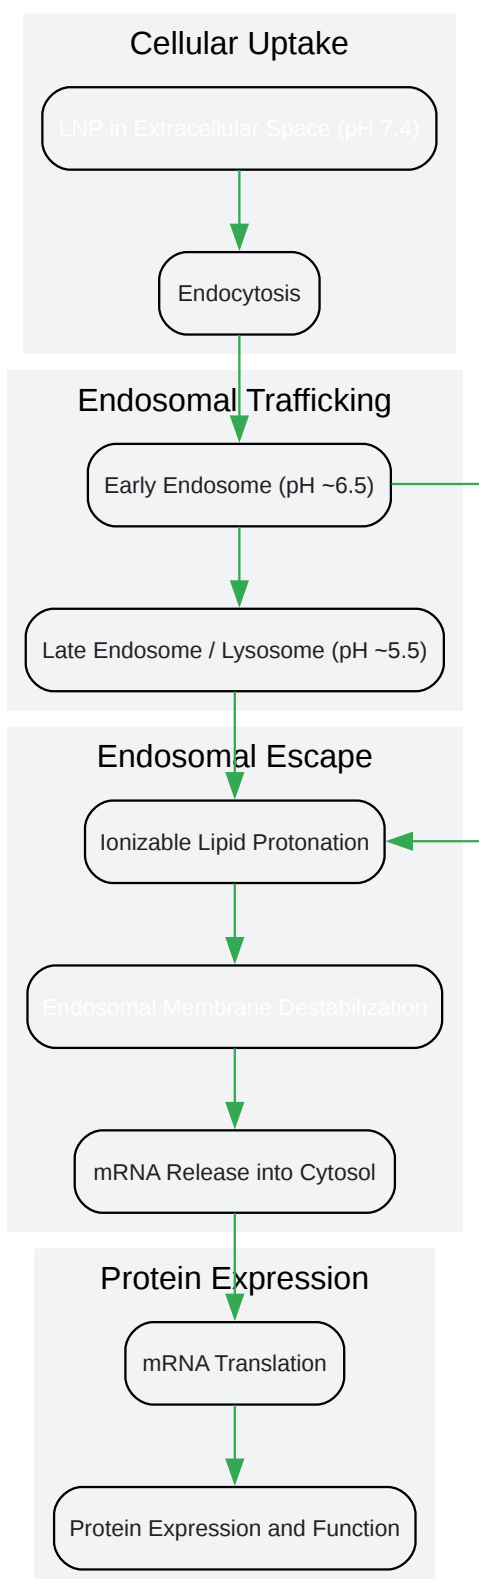 Cellular Uptake
LNP in Extracellular Space (pH 7.4)
Endocytosis
Endosomal Trafficking
Early Endosome (pH ~6.5)
Late Endosome / Lysosome (pH ~5.5)
Endosomal Escape
Ionizable Lipid Protonation
Endosomal Membrane Destabilization
mRNA Release into Cytosol
Protein Expression
mRNA Translation
Protein Expression and Function